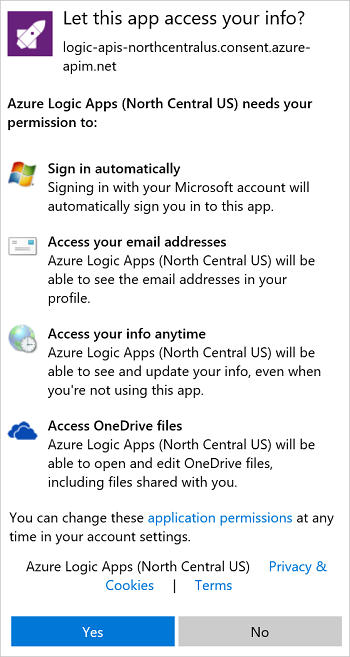 Let this app access your info?
logic-apis-northcentralus.consent.azure-
apim.net
Azure Logic Apps (North Central US) needs your
permission to:
Sign in automatically
Signing in with your Microsoft account will
automatically sign you in to this app.
Access your email addresses
Azure Logic Apps (North Central US) will be
able to see the email addresses in your
profile.
Access your info anytime
Azure Logic Apps (North Central US) will be
able to see and update your info, even when
you're not using this app.
Access OneDrive files
Azure Logic Apps (North Central US) will be
able to open and edit OneDrive files,
including files shared with you.
You can change these application permissions at any
time in your account settings.
Azure Logic Apps (North Central US) Privacy &
Cookies | Terms
Yes No